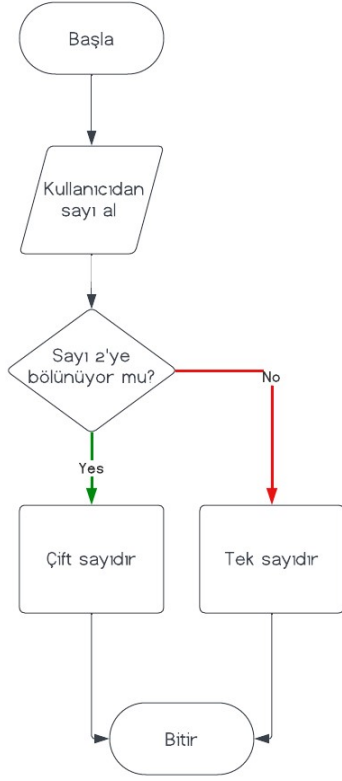 Başla
Kullanıcıdan
sayı al
Sayı 2'ye
bölünüyor mu?
No
Yes
Çift sayıdır
Tek sayıdır
Bitir